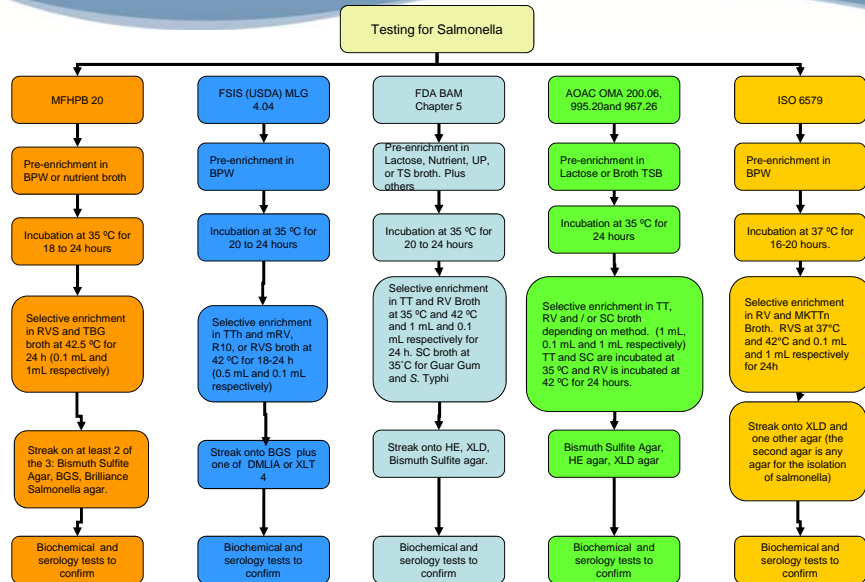 Testing for Salmonella
MFHPB 20
Pre-enrichment in
BPW or nutrient broth
Incubation at 35 ⁰C for
18 to 24 hours
Selective enrichment
in RVS and TBG
broth at 42.5 ⁰C for
24 h (0.1 mL and
1mL respectively)
Streak on at least 2 of
the 3: Bismuth Sulfite
Agar, BGS, Brilliance
Salmonella agar.
Biochemical and
serology tests to
confirm
FSIS (USDA) MLG
4.04
Pre-enrichment in
BPW
Incubation at 35 ⁰C for
20 to 24 hours
Selective enrichment
in TTh and mRV,
R10, or RVS broth at
42 ⁰C for 18-24 h
(0.5 mL and 0.1 mL
respectively)
Streak onto BGS plus
one of DMLIA or XLT
4
Biochemical and
serology tests to
confirm
FDA BAM
Chapter 5
Pre-enrichment in
Lactose, Nutrient, UP,
or TS broth. Plus
others
Incubation at 35 ⁰C for
20 to 24 hours
Selective enrichment
in TT and RV Broth
at 35 ⁰C and 42 ⁰C
and 1 mL and 0.1
mL respectively for
24 h. SC broth at
35˚C for Guar Gum
and S. Typhi
Streak onto HE, XLD,
Bismuth Sulfite agar.
Biochemical and
serology tests to
confirm
AOAC OMA 200.06,
995.20and 967.26
Pre-enrichment in
Lactose or Broth TSB
Incubation at 35 ⁰C for
24 hours
Selective enrichment in TT,
RV and / or SC broth
depending on method. (1 mL,
0.1 mL and 1 mL respectively)
TT and SC are incubated at
35 ⁰C and RV is incubated at
42 ⁰C for 24 hours.
Bismuth Sulfite Agar,
HE agar, XLD agar
Biochemical and
serology tests to
confirm
ISO 6579
Pre-enrichment in
BPW
Incubation at 37 ⁰C for
16-20 hours.
Selective enrichment
in RV and MKTTn
Broth. RVS at 37°C
and 42°C and 0.1 mL
and 1 mL respectively
for 24h
Streak onto XLD and
one other agar (the
second agar is any
agar for the isolation
of salmonella)
Biochemical and
serology tests to
confirm